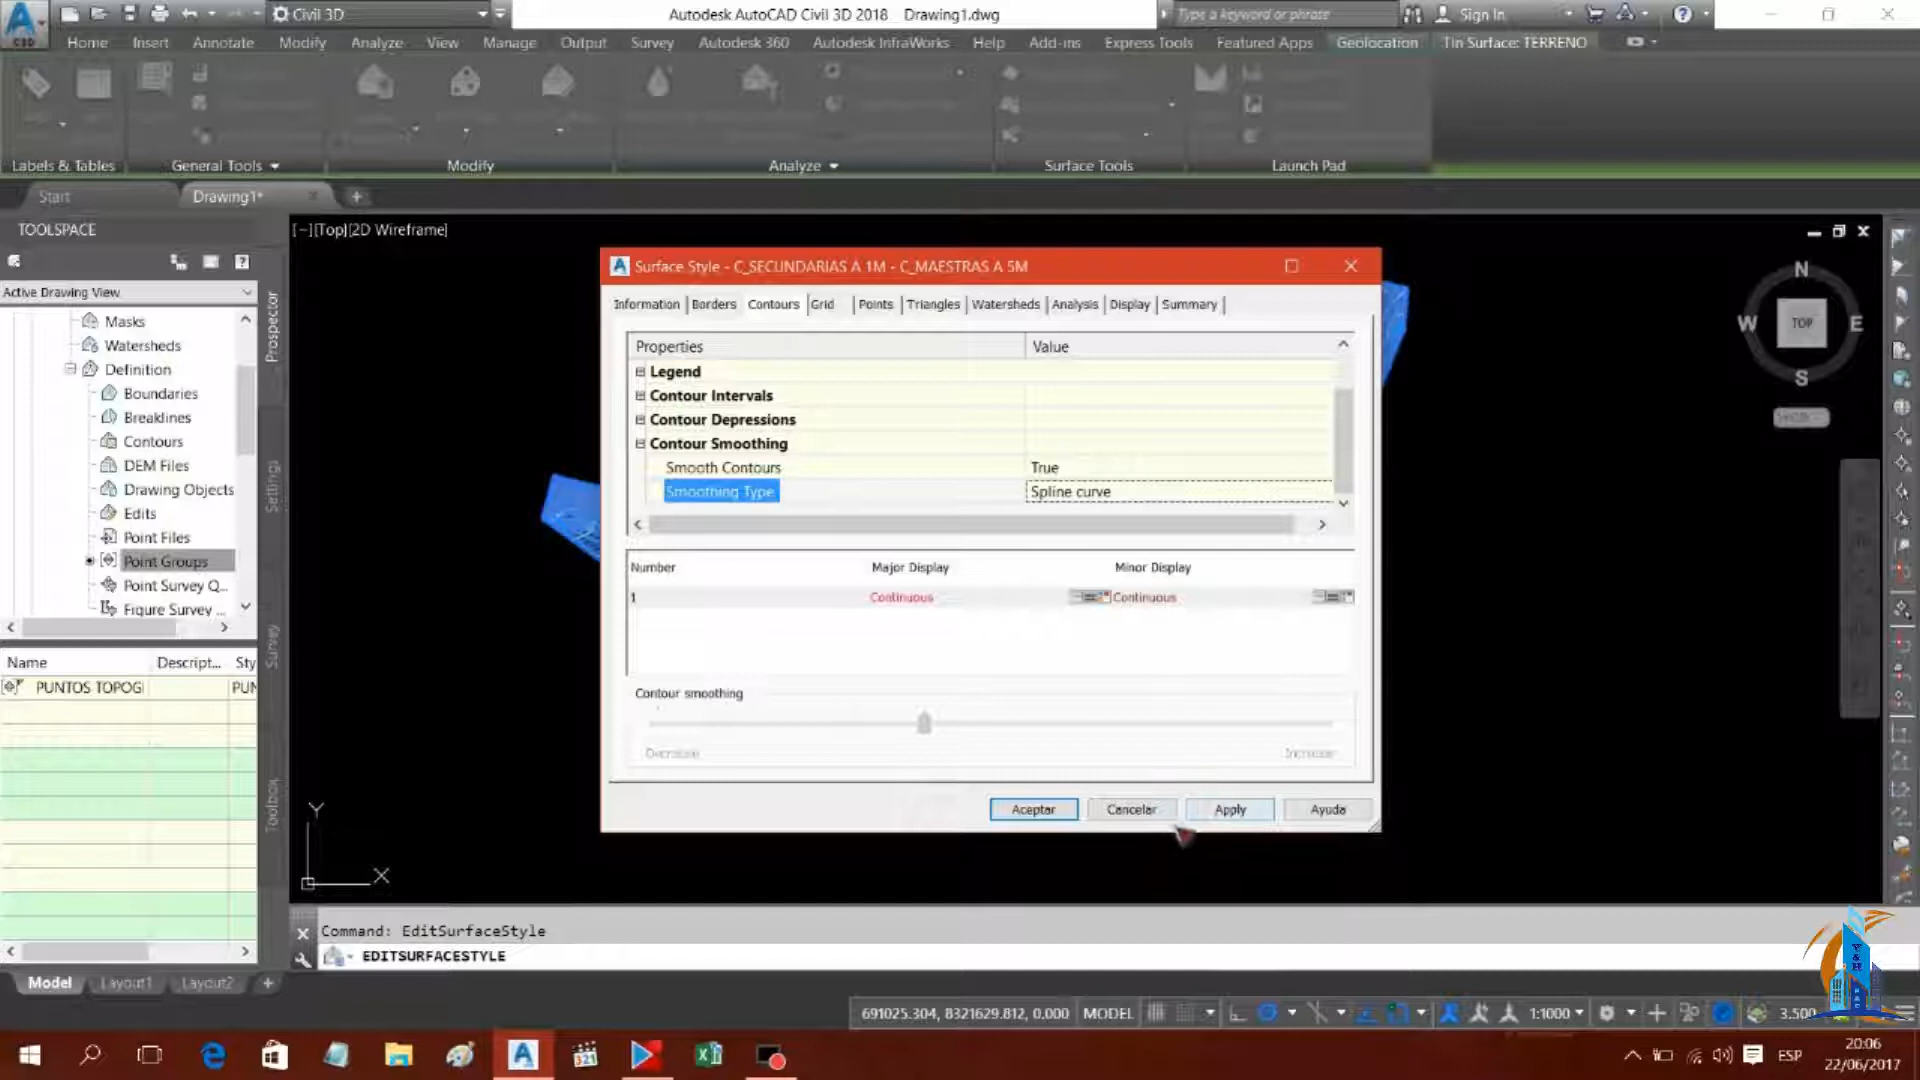 Civil 3D
Autodesk AutoCAD Civil 3D 2018 Drawing1.dwg
Type a keyword or phrase
Sign In
Home Insert Annotate Modify Analyze View Manage Output Survey Autodesk 360 Autodesk InfraWorks Help Add-ins Express Tools Featured Apps Geolocation Tin Surface: TERRENO
Labels & Tables General Tools Modify Analyze Surface Tools Launch Pad
Start Drawing1*
TOOLSPACE
[−][Top][2D Wireframe]
Active Drawing View
Masks
Watersheds
Definition
Boundaries
Breaklines
Contours
DEM Files
Drawing Objects
Edits
Point Files
Point Groups
Point Survey Q...
Figure Survey ...
Prospector
Settings
Survey
Toolbox
Name Descript... Sty
PUNTOS TOPOG PUN
Surface Style - C_SECUNDARIAS A 1M - C_MAESTRAS A 5M
Information Borders Contours Grid Points Triangles Watersheds Analysis Display Summary
Properties Value
Legend
Contour Intervals
Contour Depressions
Contour Smoothing
Smooth Contours True
Smoothing Type Spline curve
Number Major Display Minor Display
1 Continuous Continuous
Contour smoothing
Decrease Increase
Aceptar Cancelar Apply Ayuda
N
W TOP E
S
Y
X
Command: EditSurfaceStyle
EDITSURFACESTYLE
Model Layout1 Layout2
691025.304, 8321629.812, 0.000 MODEL 1:1000 3.500
ESP
20:06
22/06/2017